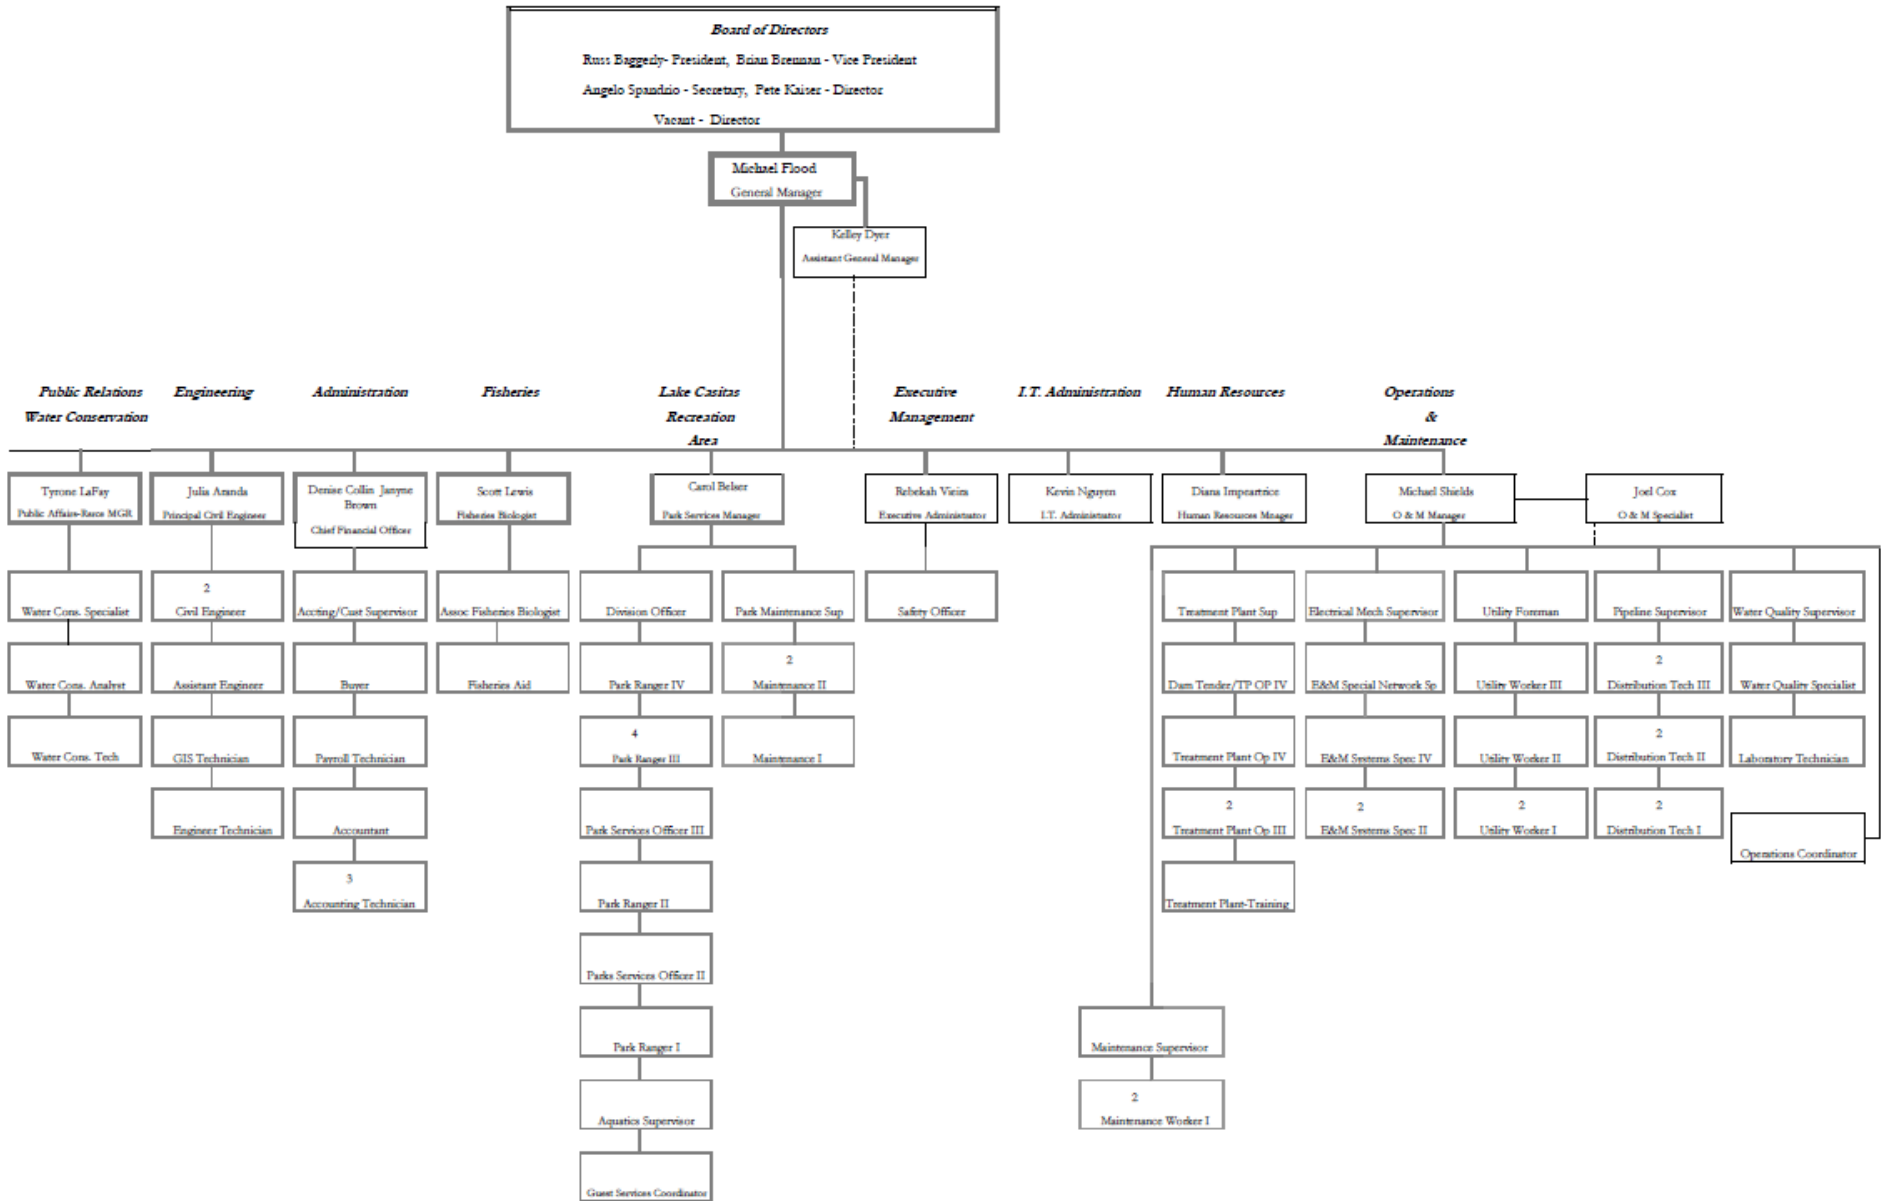 Board of Directors
Russ Baggerly- President, Brian Brennan - Vice President
Angelo Spandrio - Secretary, Pete Kaiser - Director
Vacant - Director
Michael Flood
General Manager
Kelley Dyer
Assistant General Manager
Public Relations
Water Conservation
Engineering
Administration
Fisheries
Lake Casitas
Recreation
Area
Executive
Management
I.T. Administration
Human Resources
Operations
&
Maintenance
Tyrone LaFay
Public Affairs-Rsrce MGR
Julia Aranda
Principal Civil Engineer
Denise Collin Janyne
Brown
Chief Financial Officer
Scott Lewis
Fisheries Biologist
Carol Belser
Park Services Manager
Rebekah Vieira
Executive Administrator
Kevin Nguyen
I.T. Administrator
Diana Impeartrice
Human Resources Mnager
Michael Shields
O & M Manager
Joel Cox
O & M Specialist
Water Cons. Specialist
2
Civil Engineer
Accting/Cust Supervisor
Assoc Fisheries Biologist
Division Officer
Park Maintenance Sup
Safety Officer
Treatment Plant Sup
Electrical Mech Supervisor
Utility Foreman
Pipeline Supervisor
Water Quality Supervisor
Water Cons. Analyst
Assistant Engineer
Buyer
Fisheries Aid
Park Ranger IV
2
Maintenance II
Dam Tender/TP OP IV
E&M Special Network Sp
Utility Worker III
2
Distribution Tech III
Water Quality Specialist
Water Cons. Tech
GIS Technician
Payroll Technician
4
Park Ranger III
Maintenance I
Treatment Plant Op IV
E&M Systems Spec IV
Utility Worker II
2
Distribution Tech II
Laboratory Technician
Engineer Technician
Accountant
Park Services Officer III
2
Treatment Plant Op III
2
E&M Systems Spec II
2
Utility Worker I
2
Distribution Tech I
Operations Coordinator
3
Accounting Technician
Park Ranger II
Treatment Plant-Training
Parks Services Officer II
Park Ranger I
Maintenance Supervisor
Aquatics Supervisor
2
Maintenance Worker I
Guest Services Coordinator